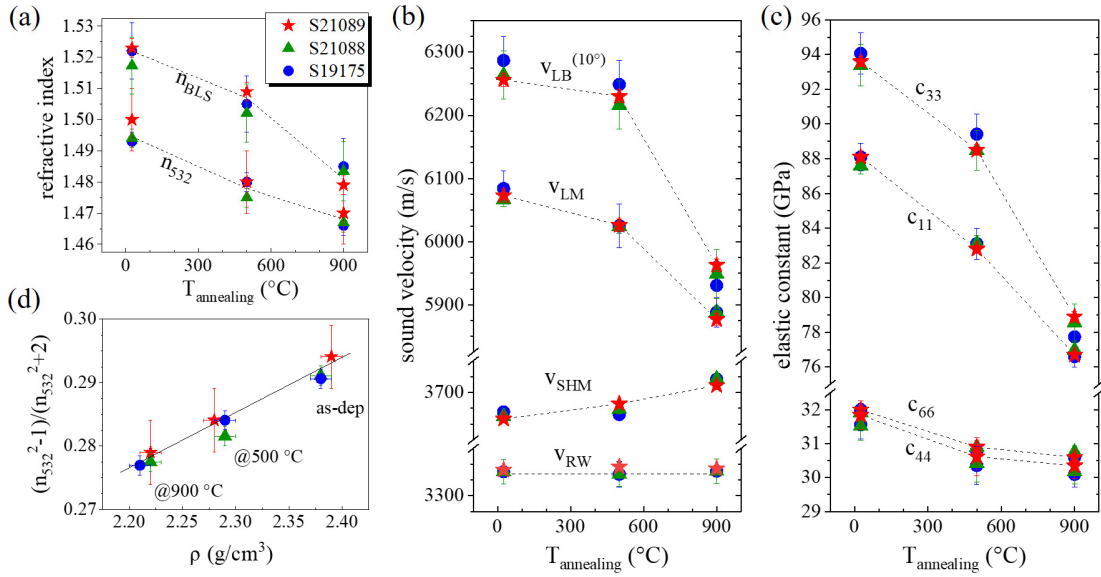 (a)
S21089
S21088
S19175
1.53
1.52
1.51
1.50
1.49
1.48
1.47
1.46
refractive index
n_BLS
n_532
0 300 600 900
T_annealing (°C)
(d)
0.30
0.29
0.28
0.27
(n_532^2-1)/(n_532^2+2)
as-dep
@500 °C
@900 °C
2.20 2.25 2.30 2.35 2.40
ρ (g/cm^3)
(b)
6300
6200
6100
6000
5900
3700
3300
sound velocity (m/s)
v_LB^(10°)
v_LM
v_SHM
v_RW
0 300 600 900
T_annealing (°C)
(c)
96
94
92
90
88
86
84
82
80
78
76
32
31
30
29
elastic constant (GPa)
c_33
c_11
c_66
c_44
0 300 600 900
T_annealing (°C)